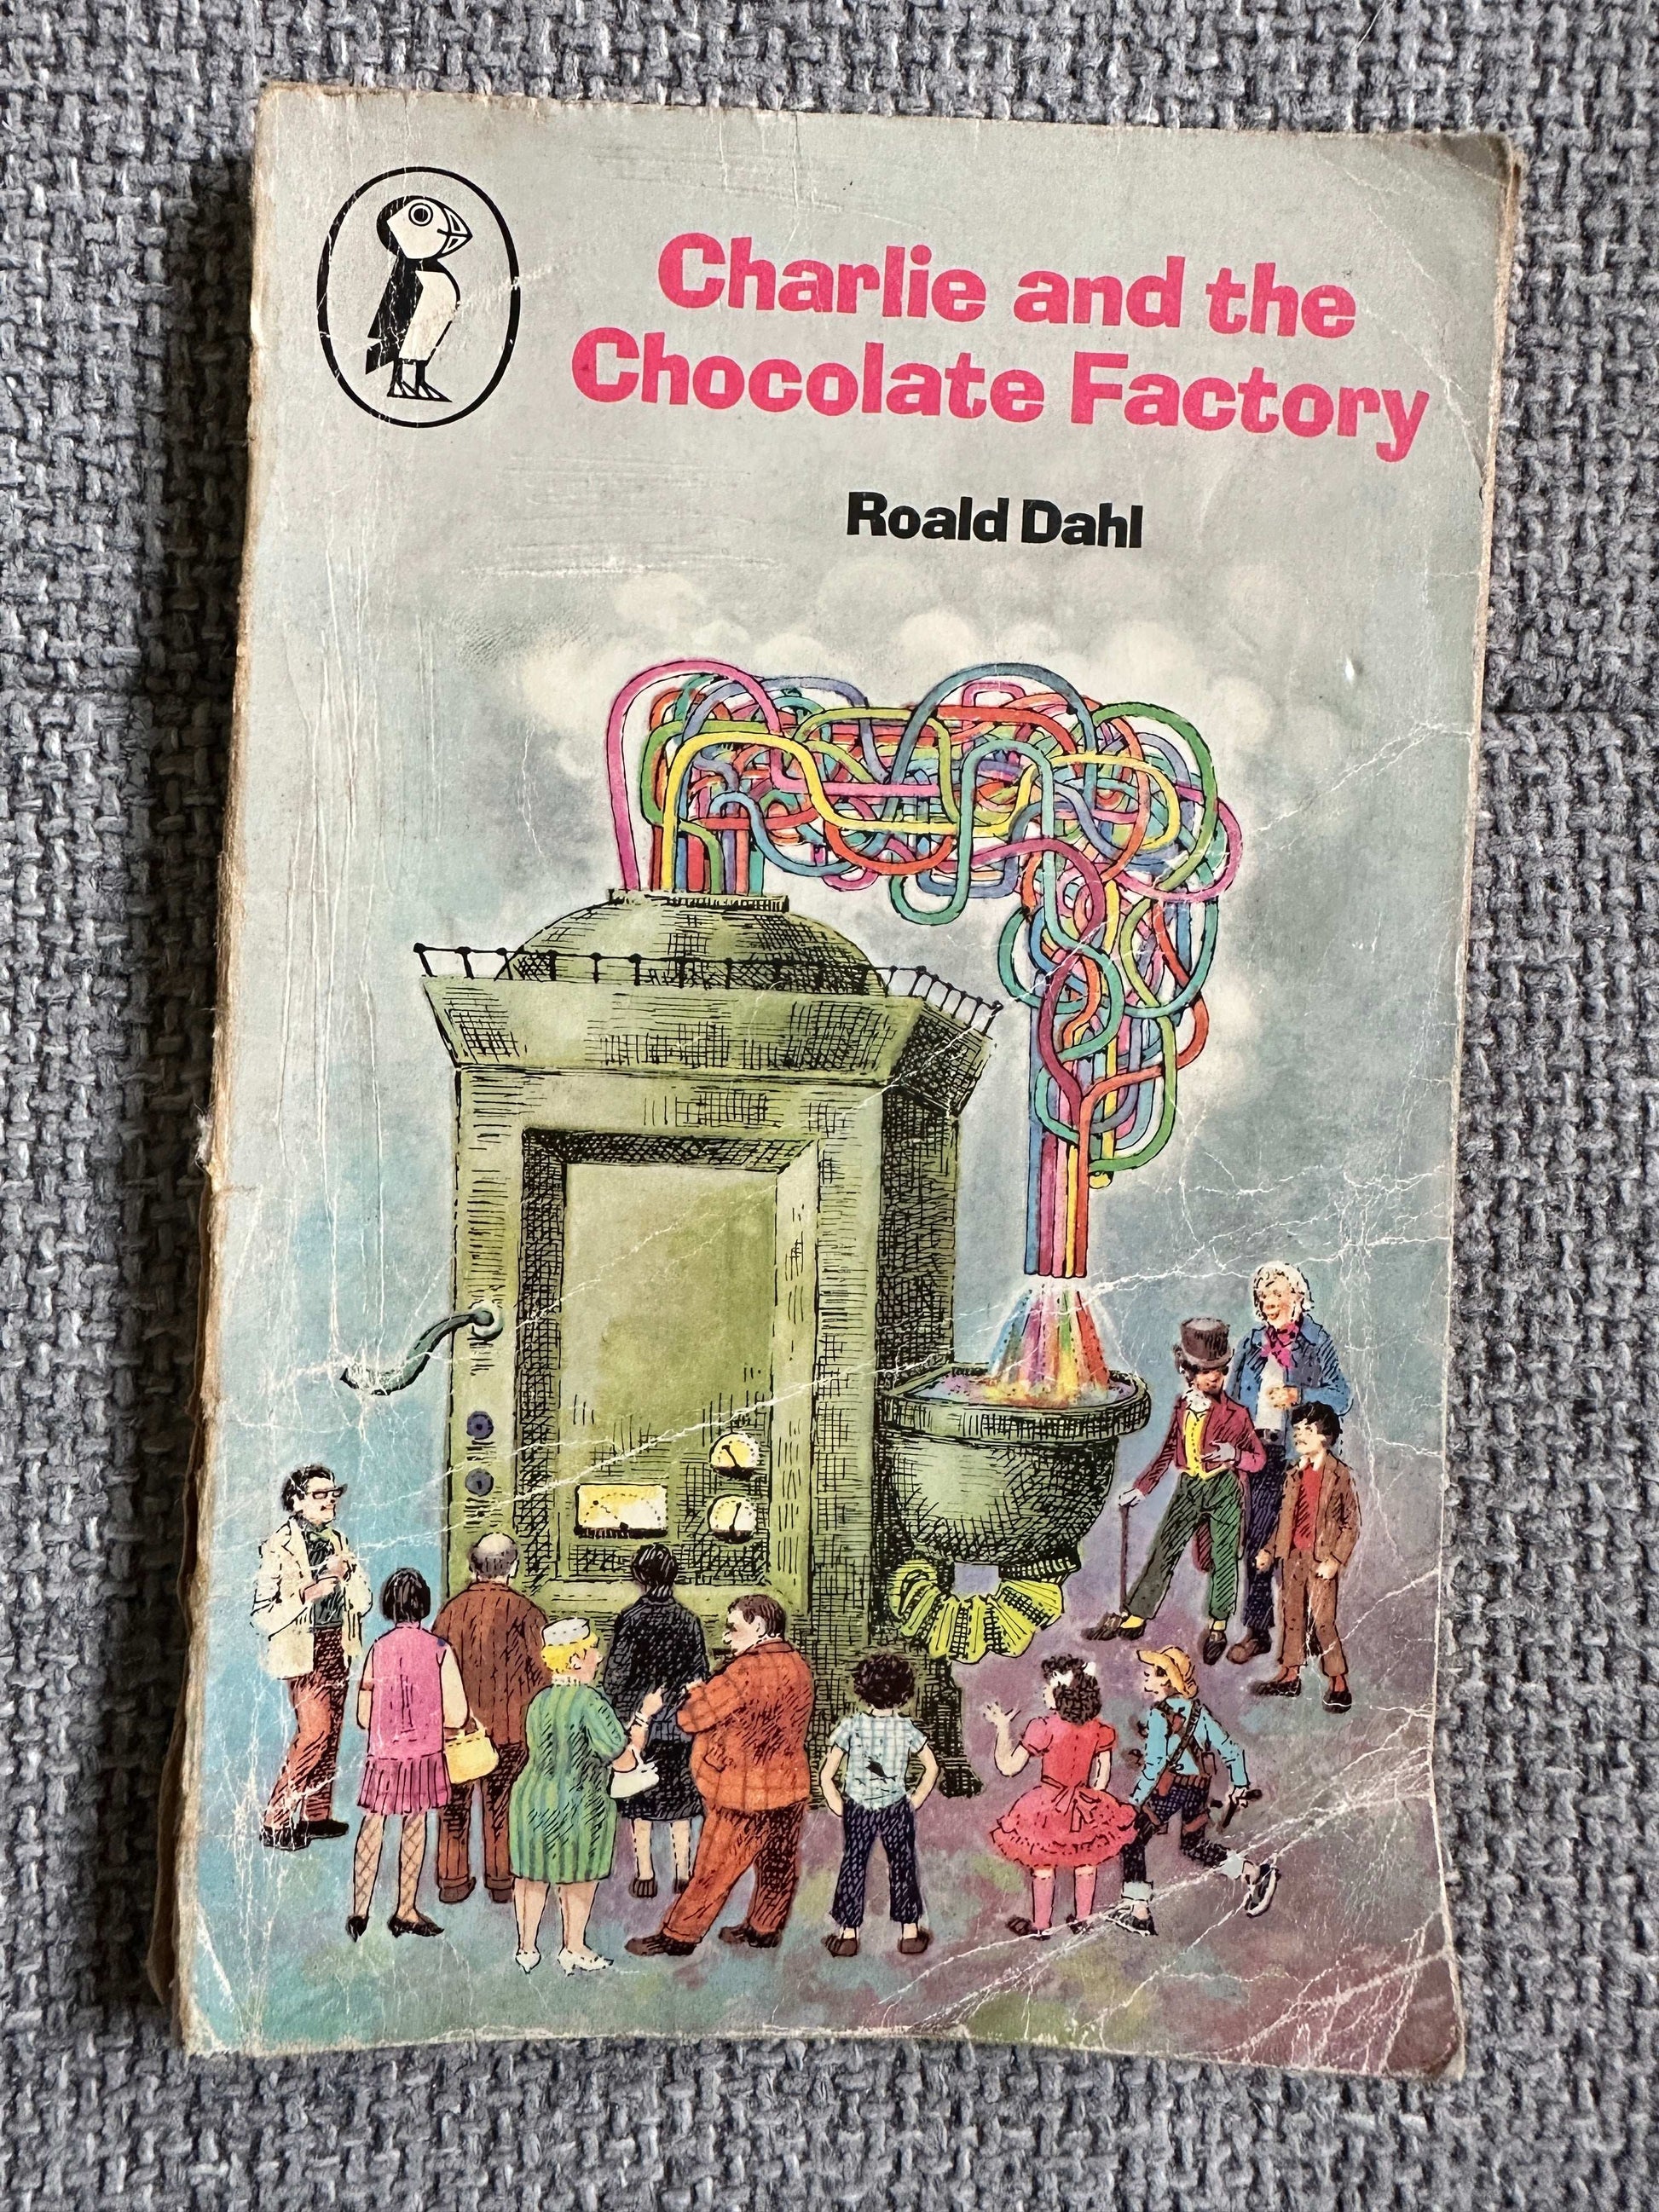 Charlie and the
Chocolate Factory
Roald Dahl